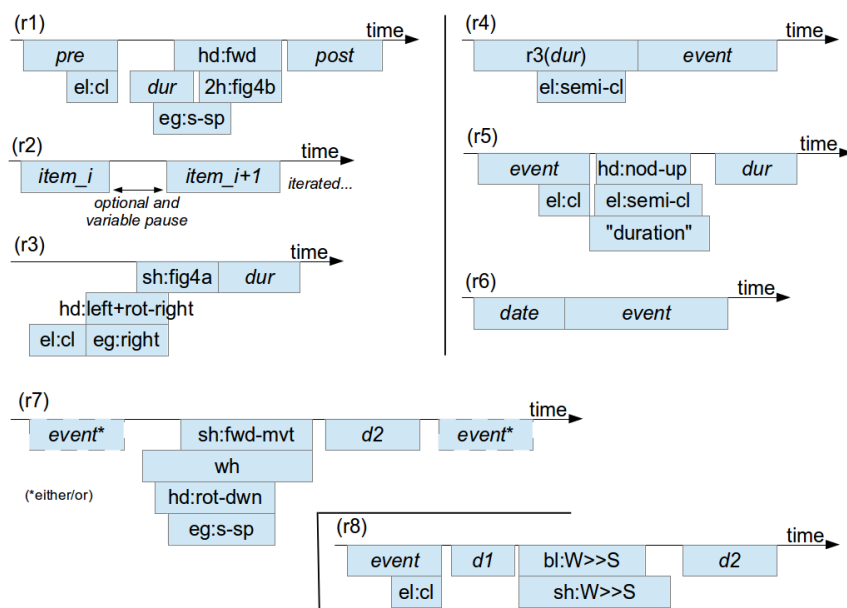 (r1)
time
pre
hd:fwd
post
el:cl
dur
2h:fig4b
eg:s-sp
(r2)
time
item_i
item_i+1
iterated...
optional and
variable pause
(r3)
time
sh:fig4a
dur
hd:left+rot-right
el:cl
eg:right
(r4)
time
r3(dur)
event
el:semi-cl
(r5)
time
event
hd:nod-up
dur
el:cl
el:semi-cl
"duration"
(r6)
time
date
event
(r7)
time
event*
sh:fwd-mvt
d2
event*
wh
(*either/or)
hd:rot-dwn
eg:s-sp
(r8)
time
event
d1
bl:W>>S
d2
el:cl
sh:W>>S